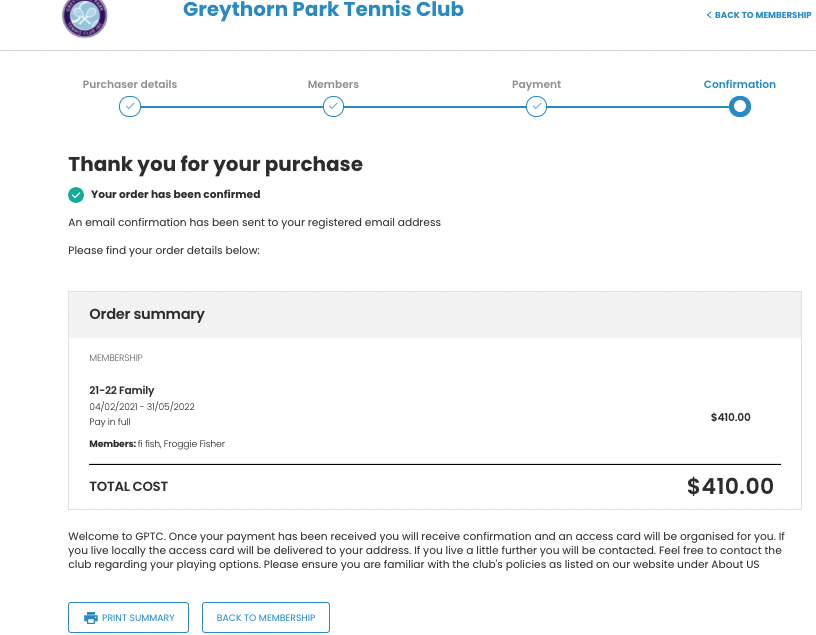 Greythorn Park Tennis Club
< BACK TO MEMBERSHIP
Purchaser details
Members
Payment
Confirmation
Thank you for your purchase
Your order has been confirmed
An email confirmation has been sent to your registered email address
Please find your order details below:
Order summary
MEMBERSHIP
21-22 Family
04/02/2021 - 31/05/2022
Pay in full
$410.00
Members: fi fish, Froggie Fisher
TOTAL COST
$410.00
Welcome to GPTC. Once your payment has been received you will receive confirmation and an access card will be organised for you. If
you live locally the access card will be delivered to your address. If you live a little further you will be contacted. Feel free to contact the
club regarding your playing options. Please ensure you are familiar with the club's policies as listed on our website under About US
PRINT SUMMARY
BACK TO MEMBERSHIP